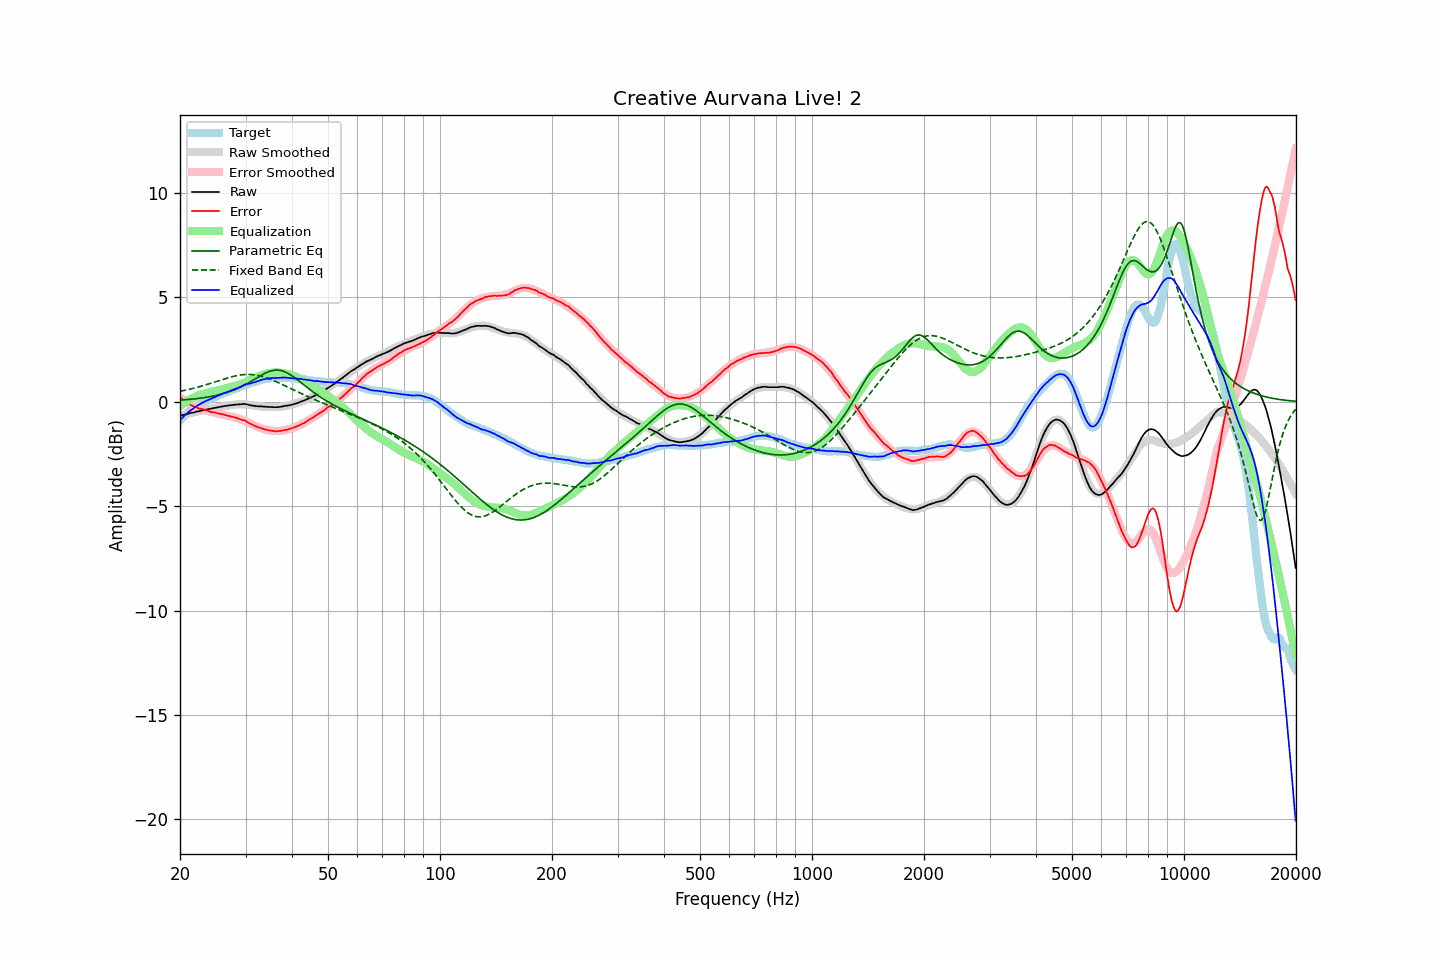 Creative Aurvana Live! 2
Target
Raw Smoothed
Error Smoothed
Raw
Error
Equalization
Parametric Eq
Fixed Band Eq
Equalized
10
5
0
−5
−10
−15
−20
Amplitude (dBr)
20
50
100
200
500
1000
2000
5000
10000
20000
Frequency (Hz)